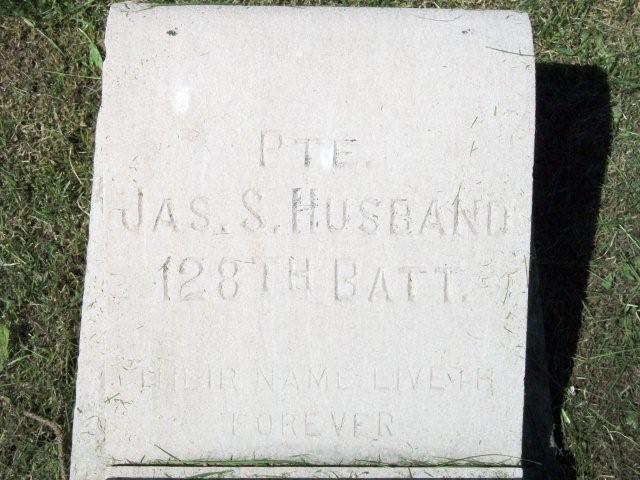 PTE.
JAS. S. HUSBAND
128TH BATT.
THEIR NAME LIVETH
FOREVER